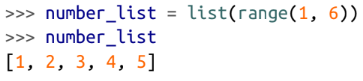 >>> number_list = list(range(1, 6))
>>> number_list
[1, 2, 3, 4, 5]